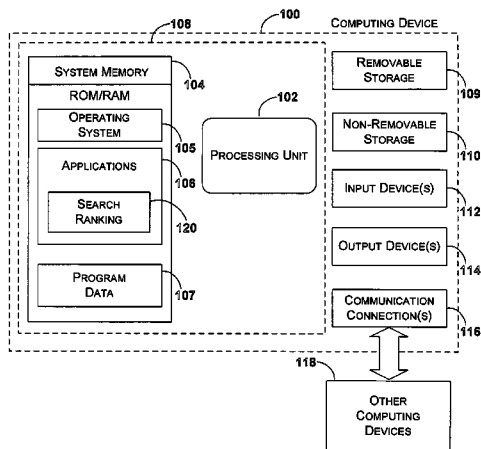 100
COMPUTING DEVICE
108
SYSTEM MEMORY
104
ROM/RAM
OPERATING
SYSTEM
105
APPLICATIONS
106
SEARCH
RANKING
120
PROGRAM
DATA
107
102
PROCESSING UNIT
REMOVABLE
STORAGE
109
NON-REMOVABLE
STORAGE
110
INPUT DEVICE(S)
112
OUTPUT DEVICE(S)
114
COMMUNICATION
CONNECTION(S)
116
118
OTHER
COMPUTING
DEVICES